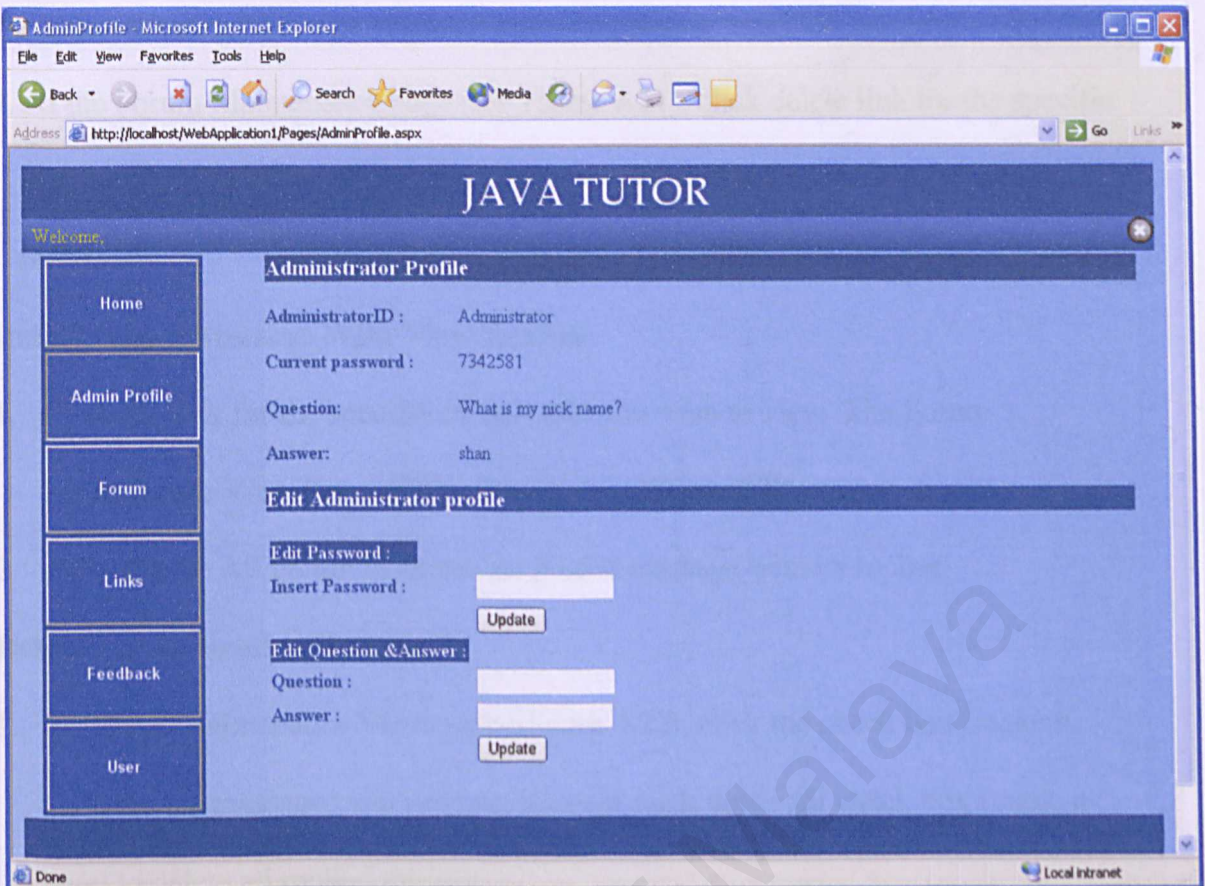 AdminProfile - Microsoft Internet Explorer
File Edit View Favorites Tools Help
Back Search Favorites Media
Address http://localhost/WebApplication1/Pages/AdminProfile.aspx Go Links
JAVA TUTOR
Welcome,
Home
Admin Profile
Forum
Links
Feedback
User
Administrator Profile
AdministratorID : Administrator
Current password : 7342581
Question: What is my nick name?
Answer: shan
Edit Administrator profile
Edit Password :
Insert Password :
Update
Edit Question &Answer :
Question :
Answer :
Update
Malaya
Done Local intranet